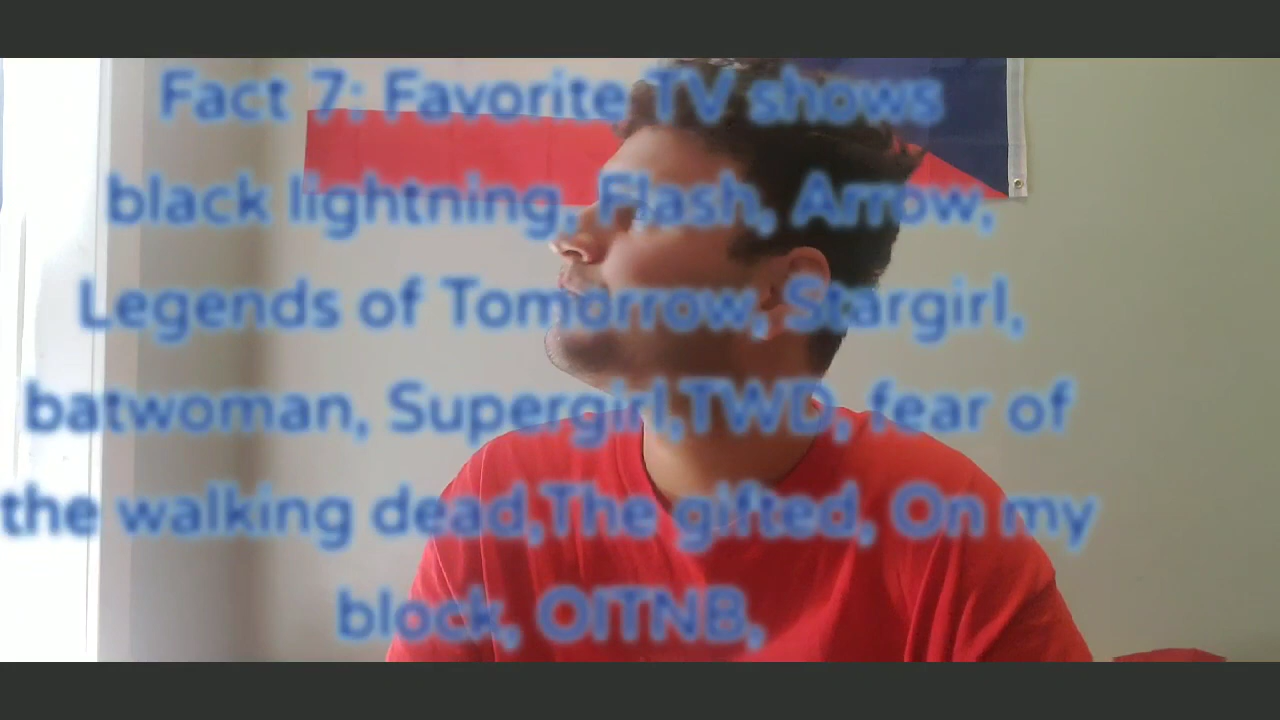 Fact 7: Favorite TV shows
black lightning, Flash, Arrow,
Legends of Tomorrow, Stargirl,
batwoman, Supergirl,TWD, fear of
the walking dead,The gifted, On my
block, OITNB,